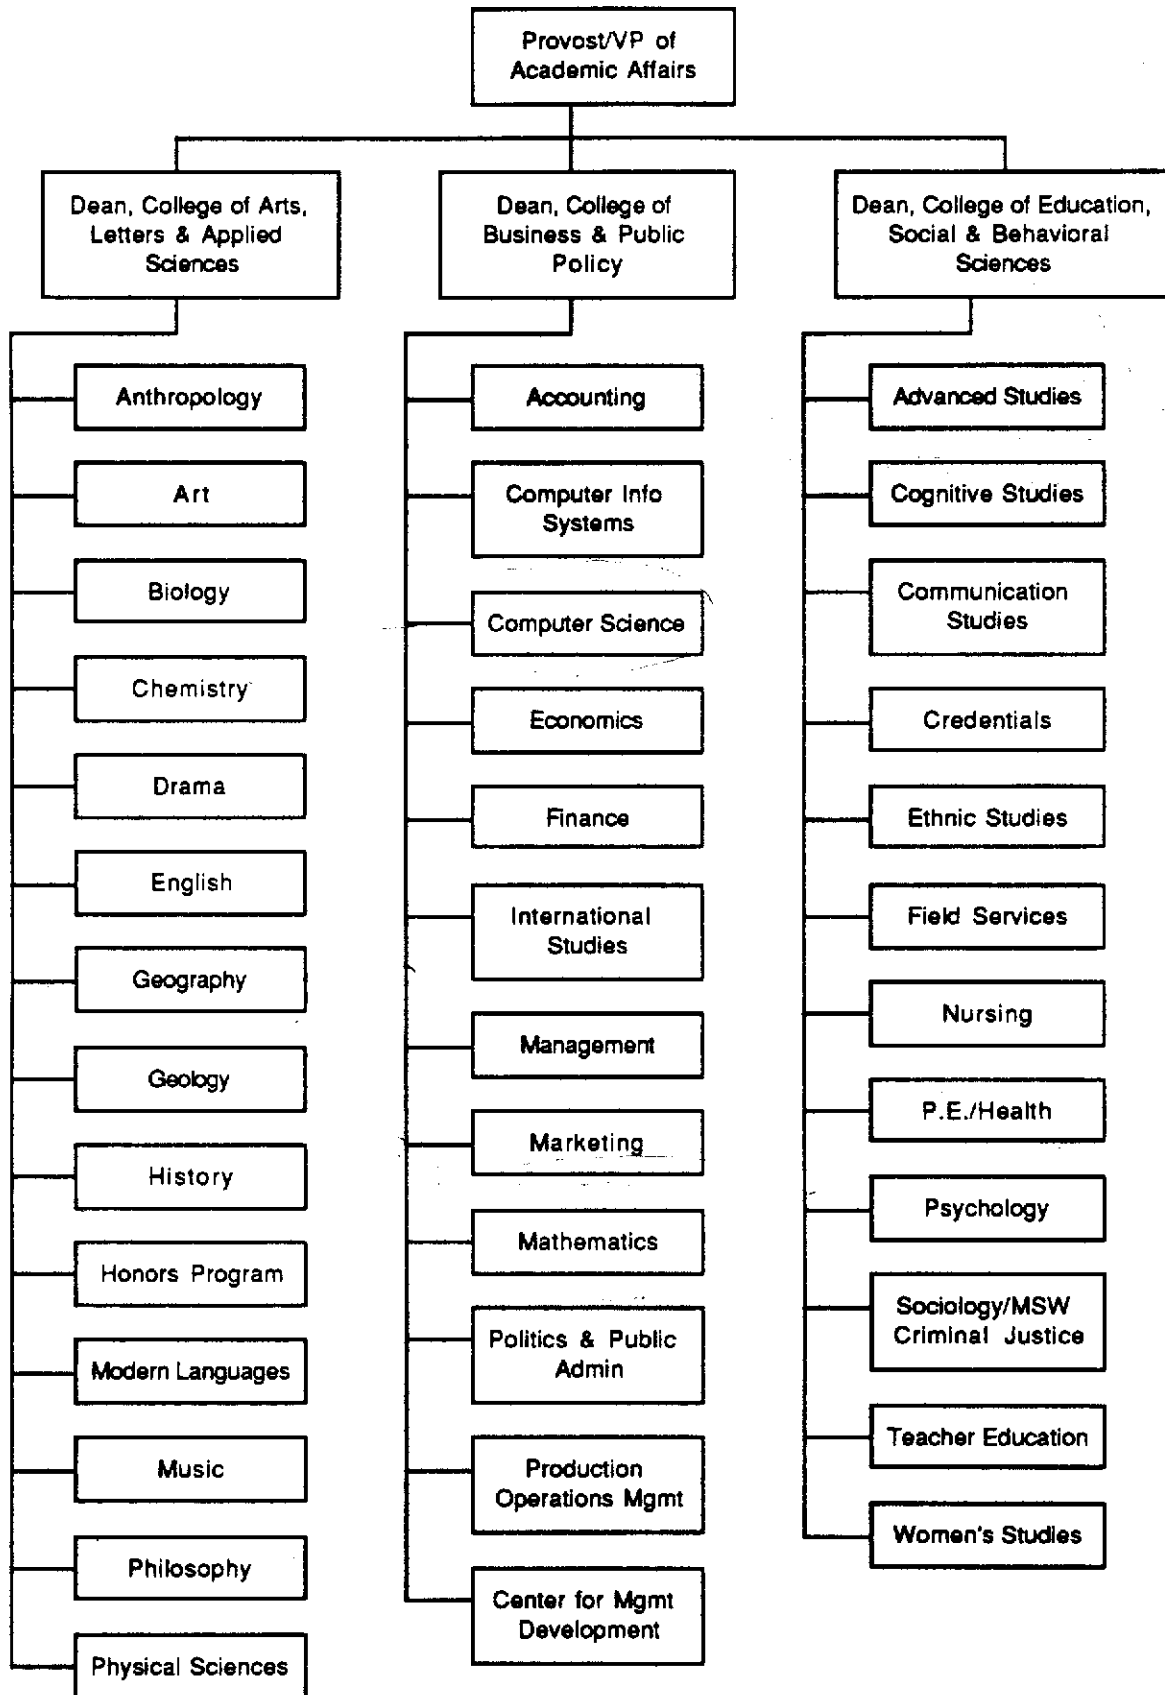 Provost/VP of
Academic Affairs
Dean, College of Arts,
Letters & Applied
Sciences
Dean, College of
Business & Public
Policy
Dean, College of Education,
Social & Behavioral
Sciences
Anthropology
Art
Biology
Chemistry
Drama
English
Geography
Geology
History
Honors Program
Modern Languages
Music
Philosophy
Physical Sciences
Accounting
Computer Info
Systems
Computer Science
Economics
Finance
International
Studies
Management
Marketing
Mathematics
Politics & Public
Admin
Production
Operations Mgmt
Center for Mgmt
Development
Advanced Studies
Cognitive Studies
Communication
Studies
Credentials
Ethnic Studies
Field Services
Nursing
P.E./Health
Psychology
Sociology/MSW
Criminal Justice
Teacher Education
Women's Studies